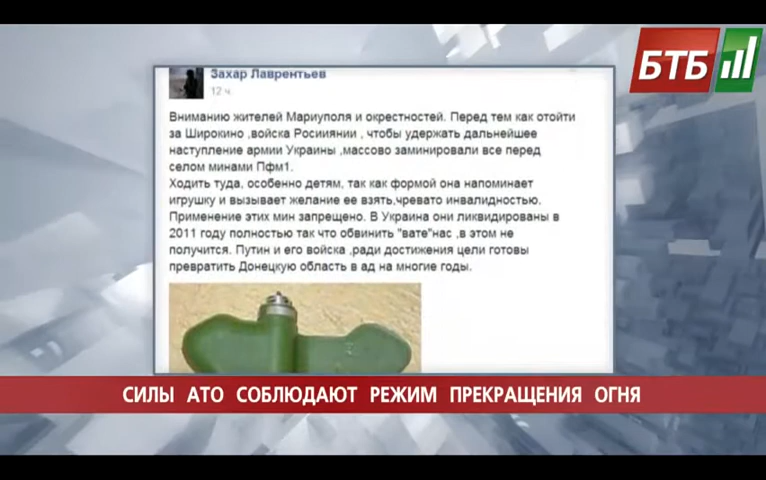 БТБ
Захар Лаврентьев
12 ч.
Вниманию жителей Мариуполя и окрестностей. Перед тем как отойти
за Широкино ,войска Росииянии , чтобы удержать дальнейшее
наступление армии Украины ,массово заминировали все перед
селом минами Пфм1.
Ходить туда, особенно детям, так как формой она напоминает
игрушку и вызывает желание ее взять,чревато инвалидностью.
Применение этих мин запрещено. В Украина они ликвидированы в
2011 году полностью так что обвинить "вате"нас ,в этом не
получится. Путин и его войска ,ради достижения цели готовы
превратить Донецкую область в ад на многие годы.
СИЛЫ АТО СОБЛЮДАЮТ РЕЖИМ ПРЕКРАЩЕНИЯ ОГНЯ